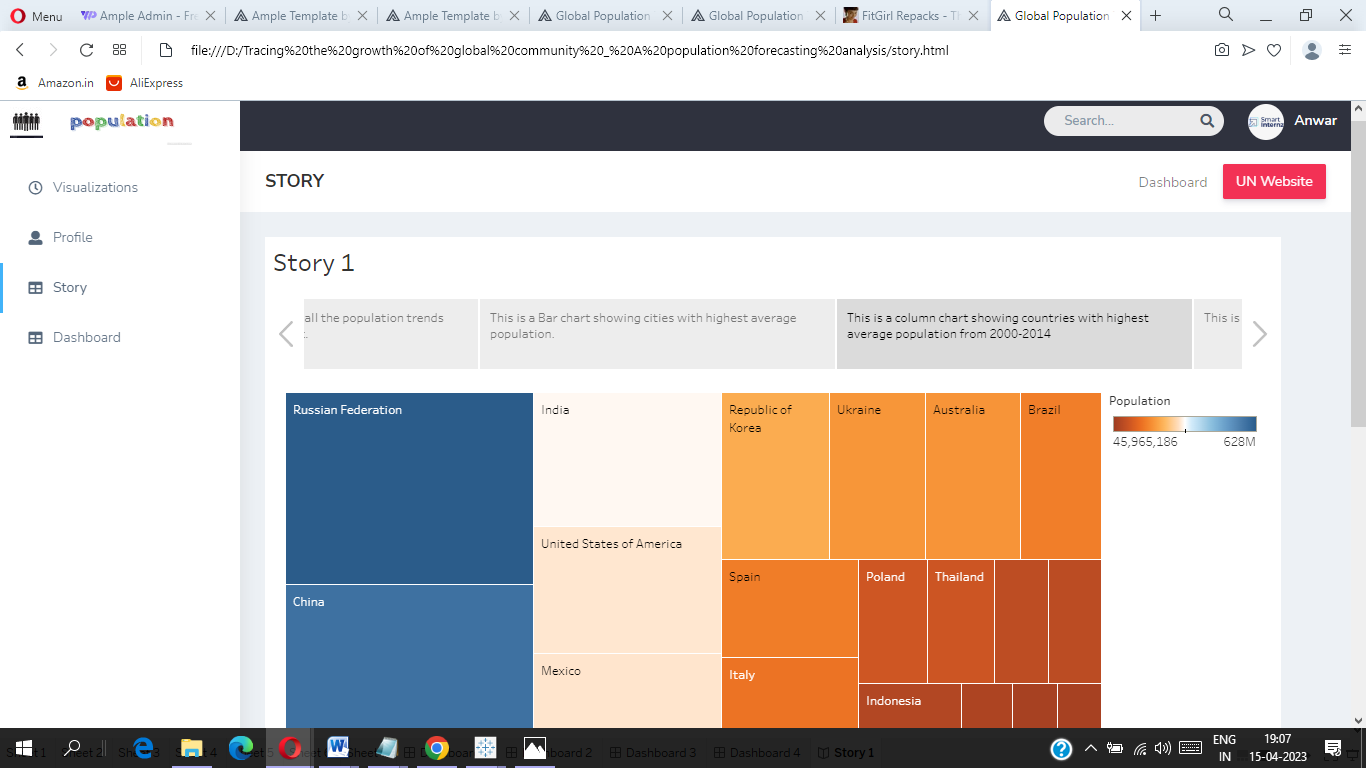 Menu
Ample Admin - Fre
Ample Template b
Ample Template b
Global Population
Global Population
FitGirl Repacks - Th
Global Population
file:///D:/Tracing%20the%20growth%20of%20global%20community%20_%20A%20population%20forecasting%20analysis/story.html
Amazon.in
AliExpress
population
Search...
Smart
Internz
Anwar
Visualizations
Profile
Story
Dashboard
STORY
Dashboard
UN Website
Story 1
all the population trends
This is a Bar chart showing cities with highest average
population.
This is a column chart showing countries with highest
average population from 2000-2014
This is
Russian Federation
China
India
United States of America
Mexico
Republic of
Korea
Ukraine
Australia
Brazil
Spain
Italy
Poland
Thailand
Indonesia
Population
45,965,186
628M
Sheet 2
Dashboard 3
Dashboard 4
Story 1
ENG
IN
19:07
15-04-2023